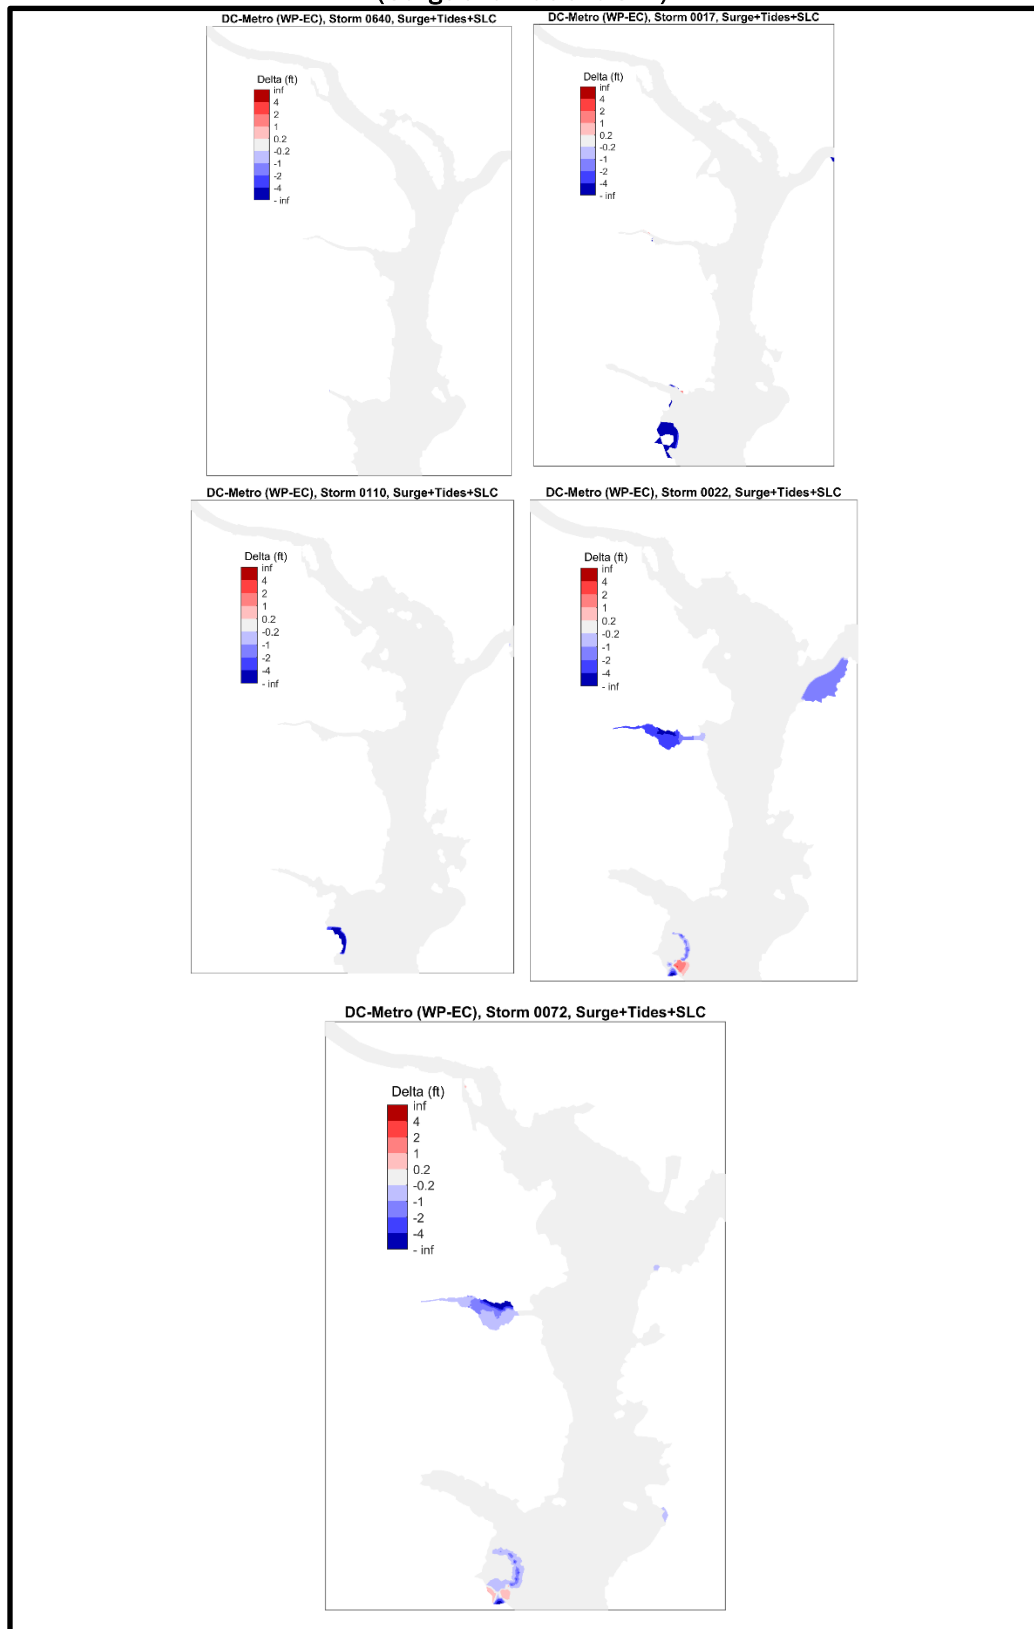 DC-Metro (WP-EC), Storm 0640, Surge+Tides+SLC
Delta (ft)
inf
4
2
1
0.2
-0.2
-1
-2
-4
- inf
DC-Metro (WP-EC), Storm 0017, Surge+Tides+SLC
Delta (ft)
inf
4
2
1
0.2
-0.2
-1
-2
-4
- inf
DC-Metro (WP-EC), Storm 0110, Surge+Tides+SLC
Delta (ft)
inf
4
2
1
0.2
-0.2
-1
-2
-4
- inf
DC-Metro (WP-EC), Storm 0022, Surge+Tides+SLC
Delta (ft)
inf
4
2
1
0.2
-0.2
-1
-2
-4
- inf
DC-Metro (WP-EC), Storm 0072, Surge+Tides+SLC
Delta (ft)
inf
4
2
1
0.2
-0.2
-1
-2
-4
- inf